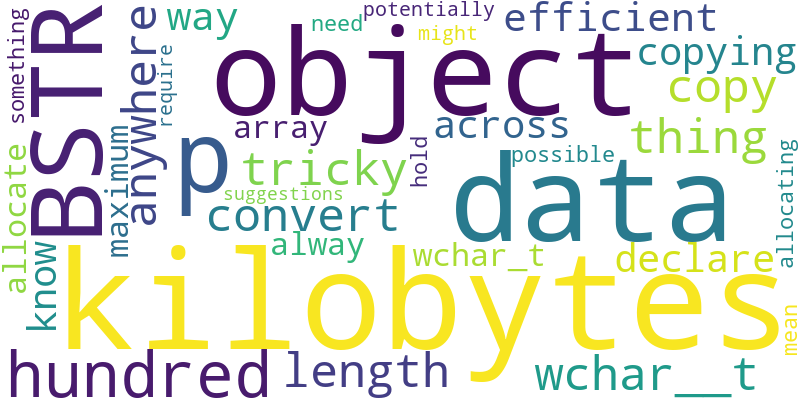 something
BSTR
anywhere
way
need
potentially
might
efficient
copying
copy
object
require
array
across
thing
p
tricky
hold
possible
data
allocate
maximum
suggestions
convert
allocating
know
alway
wchar_t
declare
kilobytes
mean
hundred
length
wchar__t